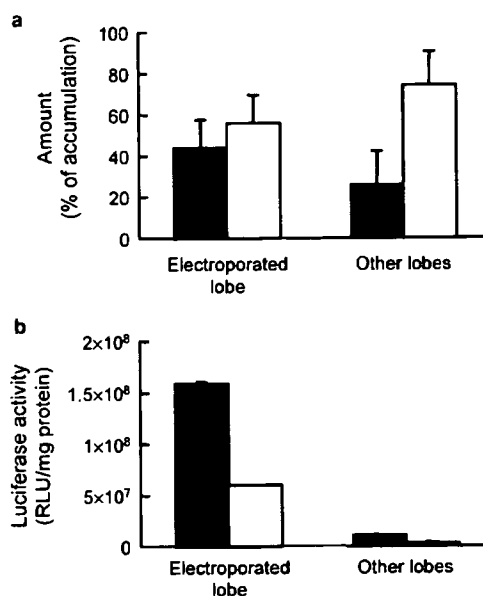 a
Amount
(% of accumulation)
100
80
60
40
20
0
Electroporated
lobe
Other lobes
b
Luciferase activity
(RLU/mg protein)
2×10⁸
1.5×10⁸
1×10⁸
5×10⁷
0
Electroporated
lobe
Other lobes